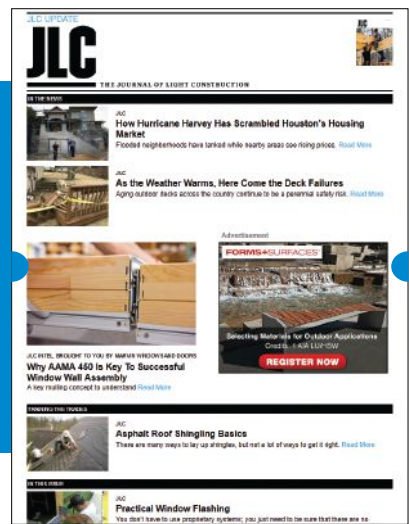 JLC UPDATE
JLC
THE JOURNAL OF LIGHT CONSTRUCTION
IN THE NEWS
JLC
How Hurricane Harvey Has Scrambled Houston's Housing
Market
Flooded neighborhoods have tanked while nearby areas see rising prices. Read More
JLC
As the Weather Warms, Here Come the Deck Failures
Aging outdoor decks across the country continue to be a perennial safety risk. Read More
Advertisement
FORMS+SURFACES
Selecting Materials for Outdoor Applications
Credits: 1 AIA LU/HSW
REGISTER NOW
JLC INTEL, BROUGHT TO YOU BY MARVIN WINDOWS AND DOORS
Why AAMA 450 Is Key To Successful
Window Wall Assembly
A key mulling concept to understand Read More
TRAINING THE TRADES
JLC
Asphalt Roof Shingling Basics
There are many ways to lay up shingles, but not a lot of ways to get it right. Read More
IN THIS ISSUE
JLC
Practical Window Flashing
You don't have to use proprietary systems; you just need to be sure that there are no